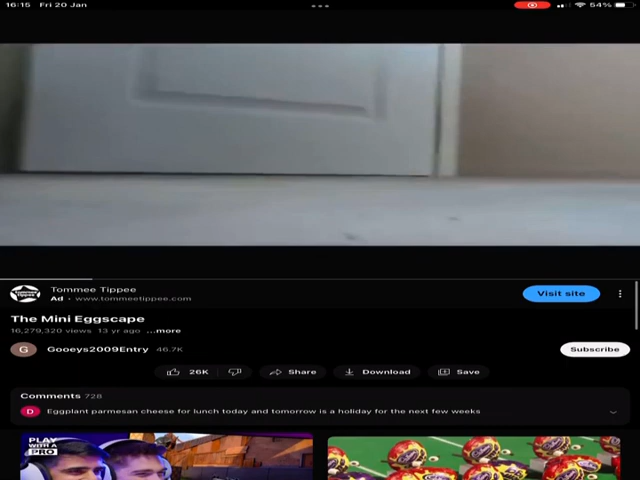 16:15 Fri 20 Jan
54%
Tommee Tippee
Ad • www.tommeetippee.com
Visit site
The Mini Eggscape
16,279,320 views 13 yr ago ...more
G
Gooeys2009Entry 46.7K
Subscribe
26K
Share
Download
Save
Comments 728
D
Eggplant parmesan cheese for lunch today and tomorrow is a holiday for the next few weeks
PLAY
WITH A
PRO